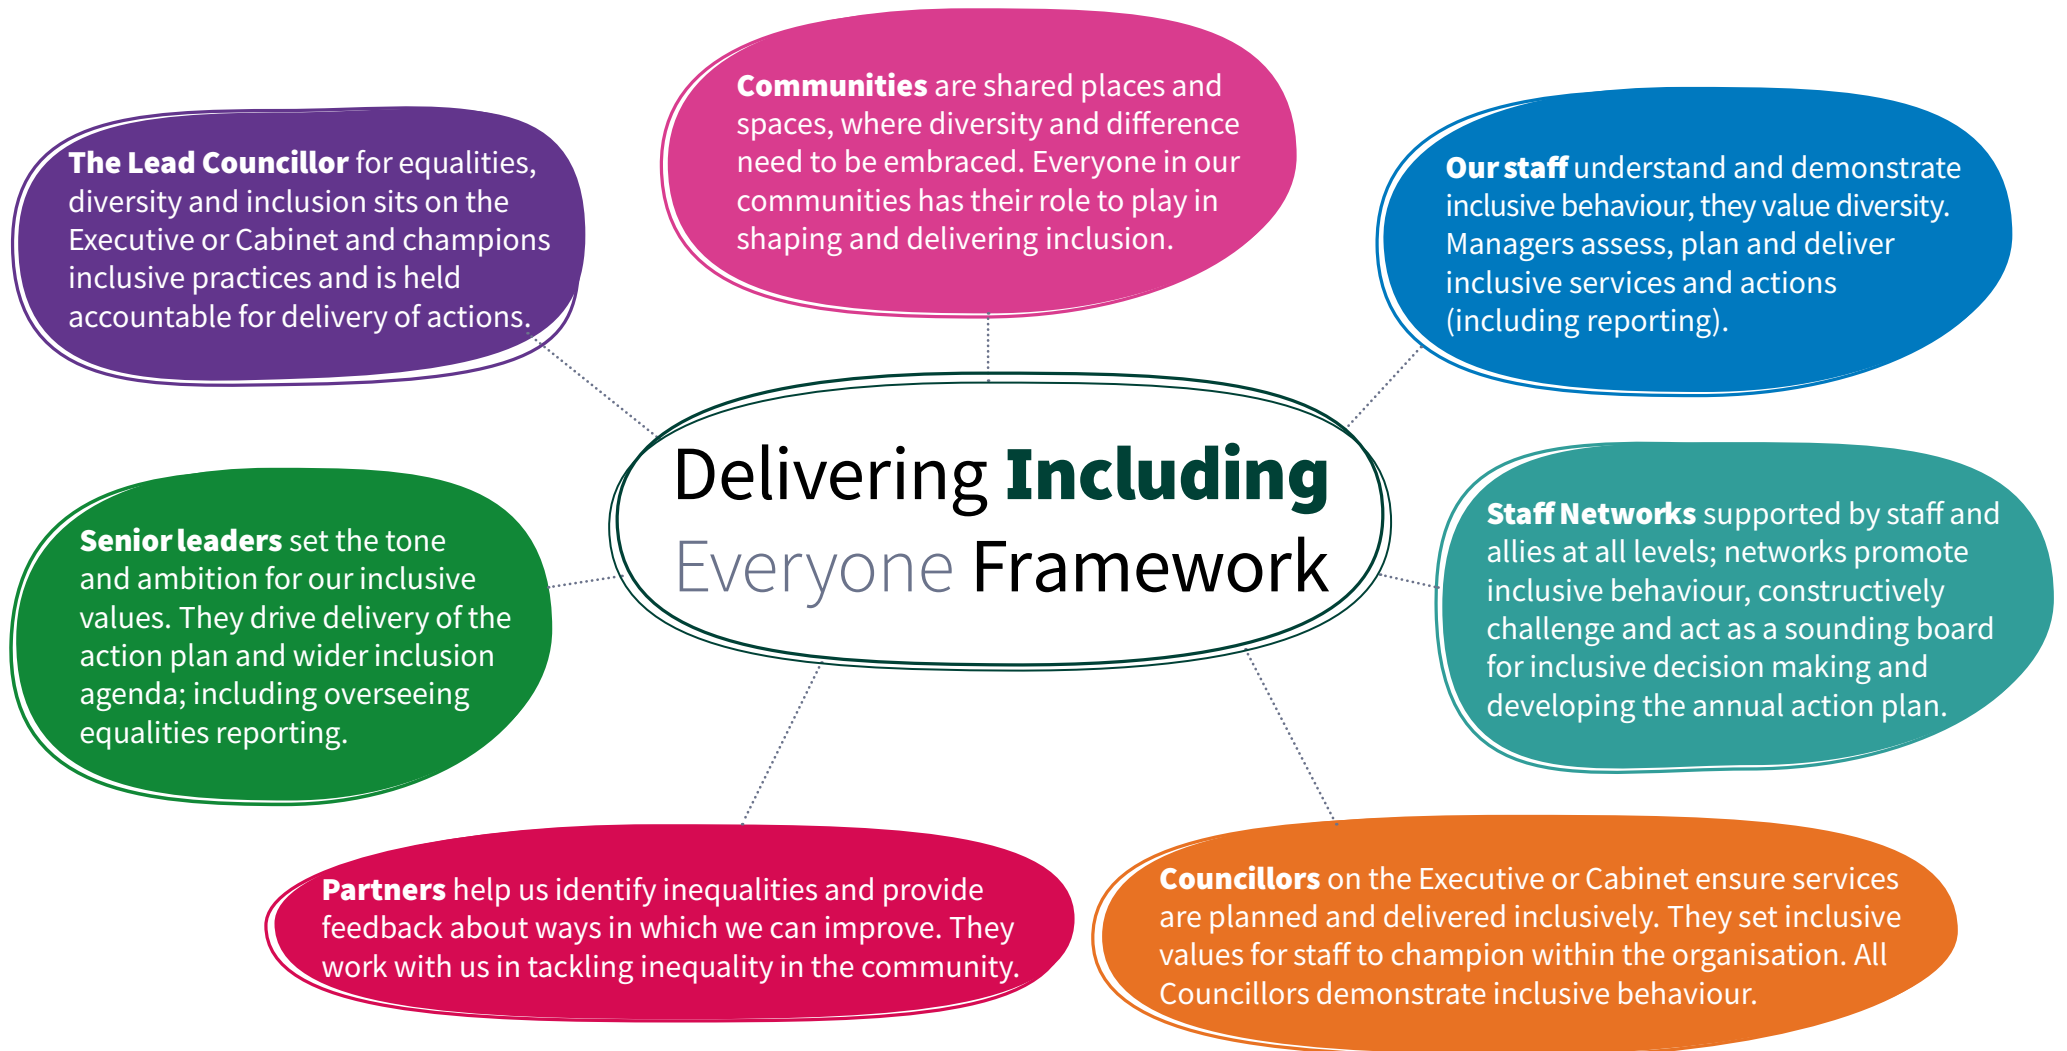 Communities are shared places and
spaces, where diversity and difference
need to be embraced. Everyone in our
communities has their role to play in
shaping and delivering inclusion.
The Lead Councillor for equalities,
diversity and inclusion sits on the
Executive or Cabinet and champions
inclusive practices and is held
accountable for delivery of actions.
Our staff understand and demonstrate
inclusive behaviour, they value diversity.
Managers assess, plan and deliver
inclusive services and actions
(including reporting).
Delivering Including
Everyone Framework
Senior leaders set the tone
and ambition for our inclusive
values. They drive delivery of the
action plan and wider inclusion
agenda; including overseeing
equalities reporting.
Staff Networks supported by staff and
allies at all levels; networks promote
inclusive behaviour, constructively
challenge and act as a sounding board
for inclusive decision making and
developing the annual action plan.
Partners help us identify inequalities and provide
feedback about ways in which we can improve. They
work with us in tackling inequality in the community.
Councillors on the Executive or Cabinet ensure services
are planned and delivered inclusively. They set inclusive
values for staff to champion within the organisation. All
Councillors demonstrate inclusive behaviour.